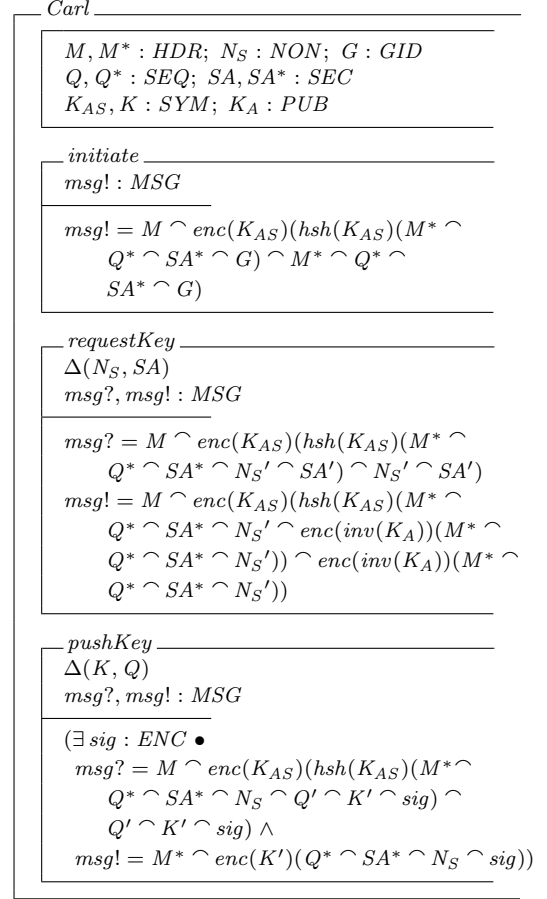 Carl
M, M* : HDR; N_S : NON; G : GID
Q, Q* : SEQ; SA, SA* : SEC
K_AS, K : SYM; K_A : PUB
initiate
msg! : MSG
msg! = M ⌢ enc(K_AS)(hsh(K_AS)(M* ⌢
Q* ⌢ SA* ⌢ G) ⌢ M* ⌢ Q* ⌢
SA* ⌢ G)
requestKey
Δ(N_S, SA)
msg?, msg! : MSG
msg? = M ⌢ enc(K_AS)(hsh(K_AS)(M* ⌢
Q* ⌢ SA* ⌢ N_S′ ⌢ SA′) ⌢ N_S′ ⌢ SA′)
msg! = M ⌢ enc(K_AS)(hsh(K_AS)(M* ⌢
Q* ⌢ SA* ⌢ N_S′ ⌢ enc(inv(K_A))(M* ⌢
Q* ⌢ SA* ⌢ N_S′)) ⌢ enc(inv(K_A))(M* ⌢
Q* ⌢ SA* ⌢ N_S′))
pushKey
Δ(K, Q)
msg?, msg! : MSG
(∃ sig : ENC •
msg? = M ⌢ enc(K_AS)(hsh(K_AS)(M*⌢
Q* ⌢ SA* ⌢ N_S ⌢ Q′ ⌢ K′ ⌢ sig) ⌢
Q′ ⌢ K′ ⌢ sig) ∧
msg! = M* ⌢ enc(K′)(Q* ⌢ SA* ⌢ N_S ⌢ sig))